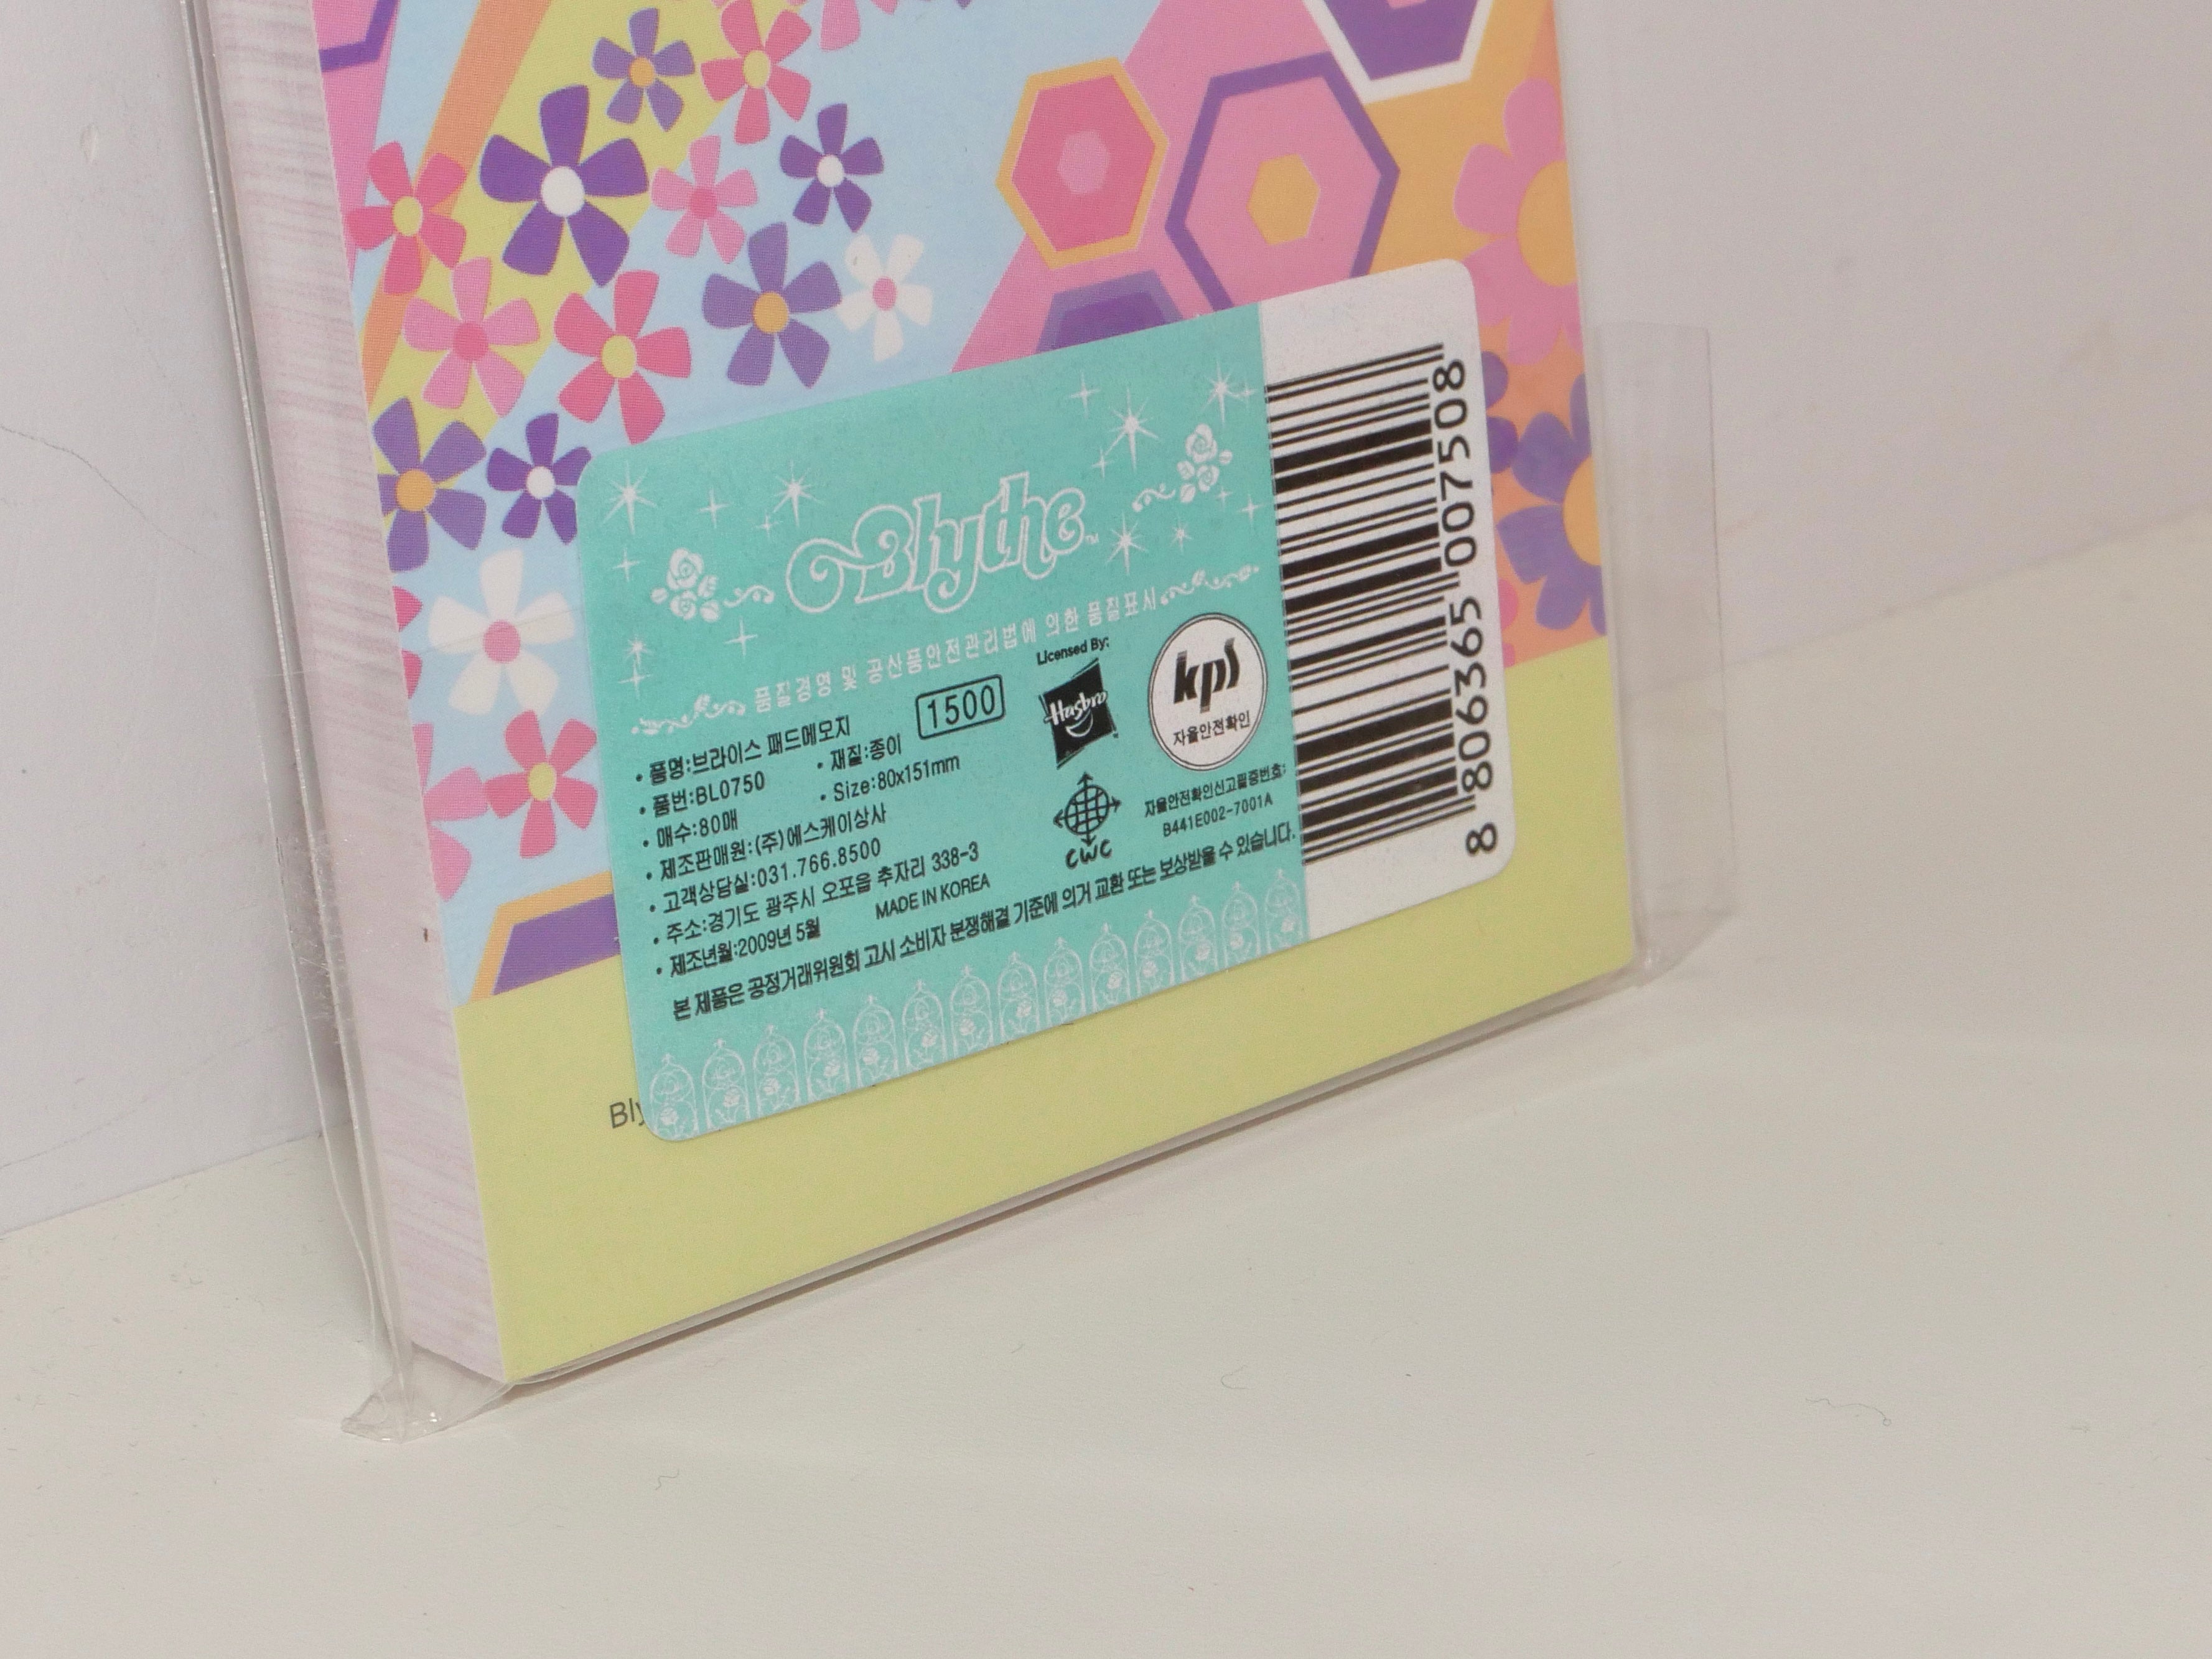 Blythe™
품질경영 및 공산품안전관리법에 의한 품질표시
• 품명:브라이스 패드메모지
1500
• 품번:BL0750
• 재질:종이
• 매수:80매
• Size:80x151mm
• 제조판매원:(주)에스케이상사
• 고객상담실:031.766.8500
• 주소:경기도 광주시 오포읍 추자리 338-3
• 제조년월:2009년 5월
MADE IN KOREA
본 제품은 공정거래위원회 고시 소비자 분쟁해결 기준에 의거 교환 또는 보상받을 수 있습니다.
Licensed By:
Hasbro
CWC
kps
자율안전확인
자율안전확인신고필증번호:
B441E002-7001A
8 806365 007508
Bly